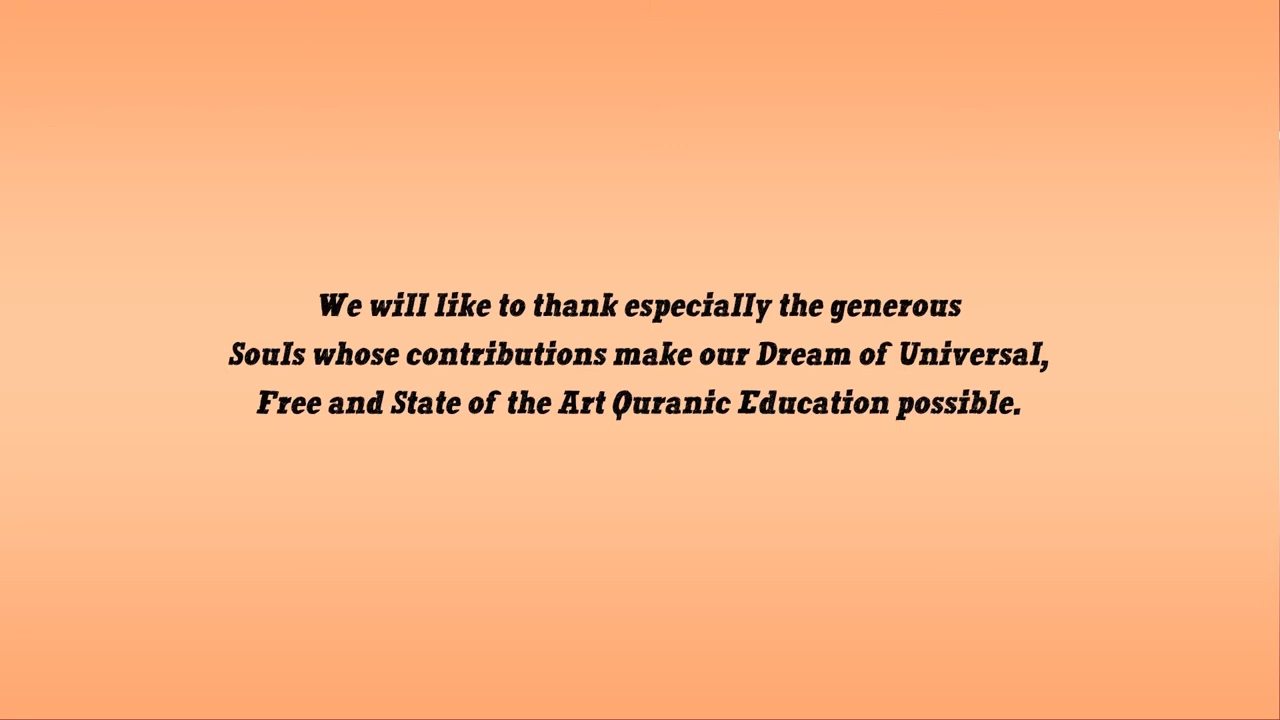 We will like to thank especially the generous
Souls whose contributions make our Dream of Universal,
Free and State of the Art Quranic Education possible.